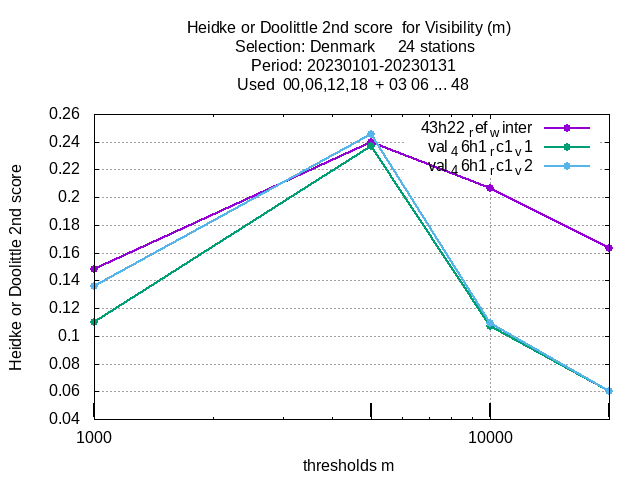 Heidke or Doolittle 2nd score for Visibility (m)
Selection: Denmark 24 stations
Period: 20230101-20230131
Used 00,06,12,18 + 03 06 ... 48
0.26
0.24
0.22
0.2
0.18
0.16
0.14
0.12
0.1
0.08
0.06
0.04
Heidke or Doolittle 2nd score
43h22_ref_winter
val_46h1_rc1_v1
val_46h1_rc1_v2
1000
10000
thresholds m